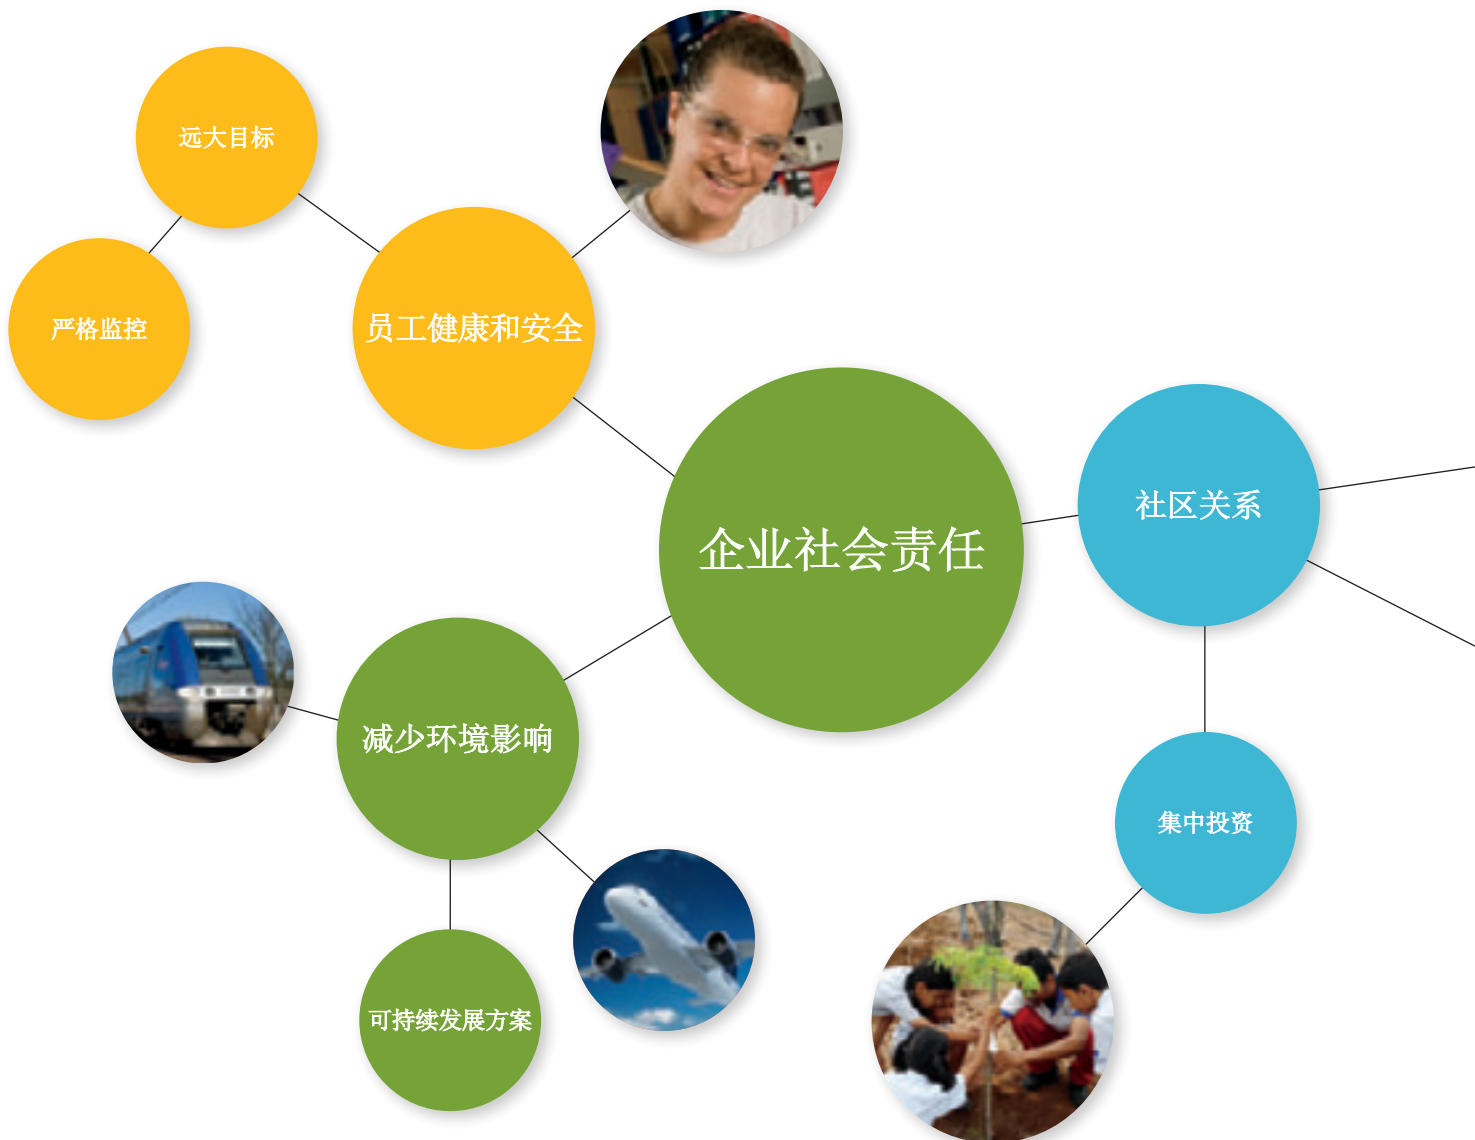 远大目标
严格监控
员工健康和安全
企业社会责任
社区关系
减少环境影响
集中投资
可持续发展方案